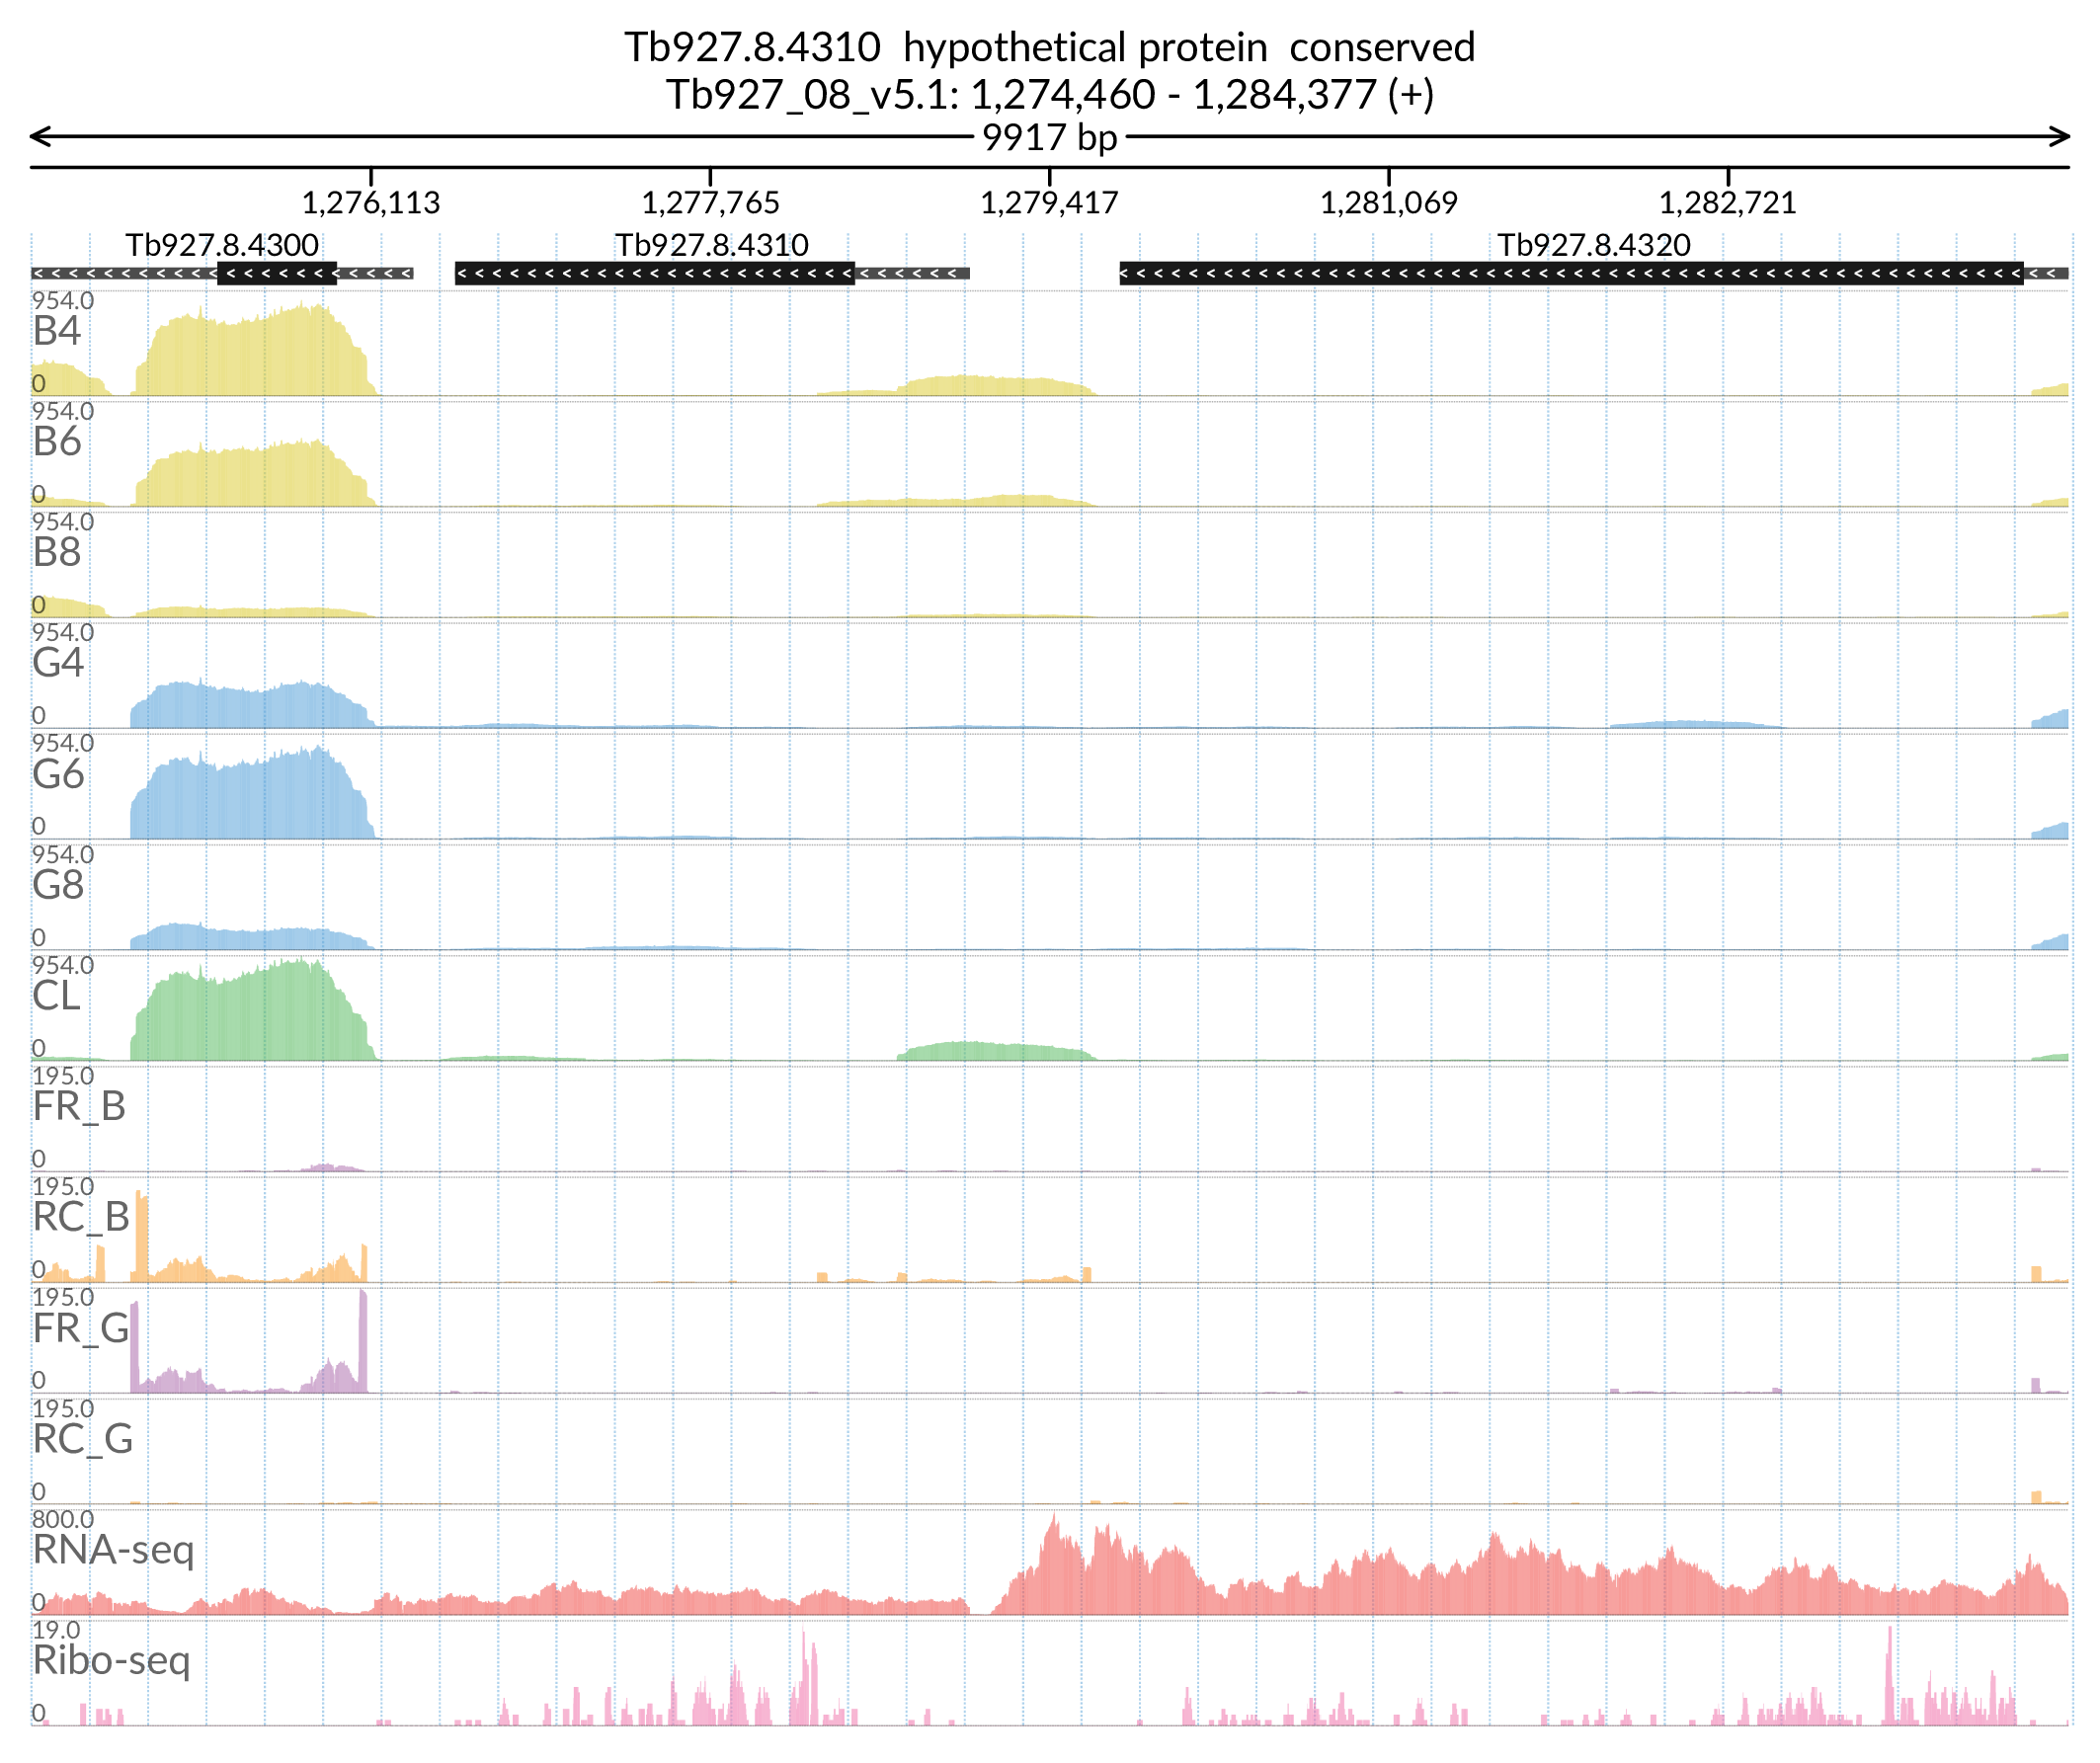 Tb927.8.4310  hypothetical protein  conserved
Tb927_08_v5.1: 1,274,460 - 1,284,377 (+)
9917 bp
1,276,113 1,277,765 1,279,417 1,281,069 1,282,721
Tb927.8.4300 Tb927.8.4310 Tb927.8.4320
954.0
B4
0
954.0
B6
0
954.0
B8
0
954.0
G4
0
954.0
G6
0
954.0
G8
0
954.0
CL
0
195.0
FR_B
0
195.0
RC_B
0
195.0
FR_G
0
195.0
RC_G
0
800.0
RNA-seq
0
19.0
Ribo-seq
0